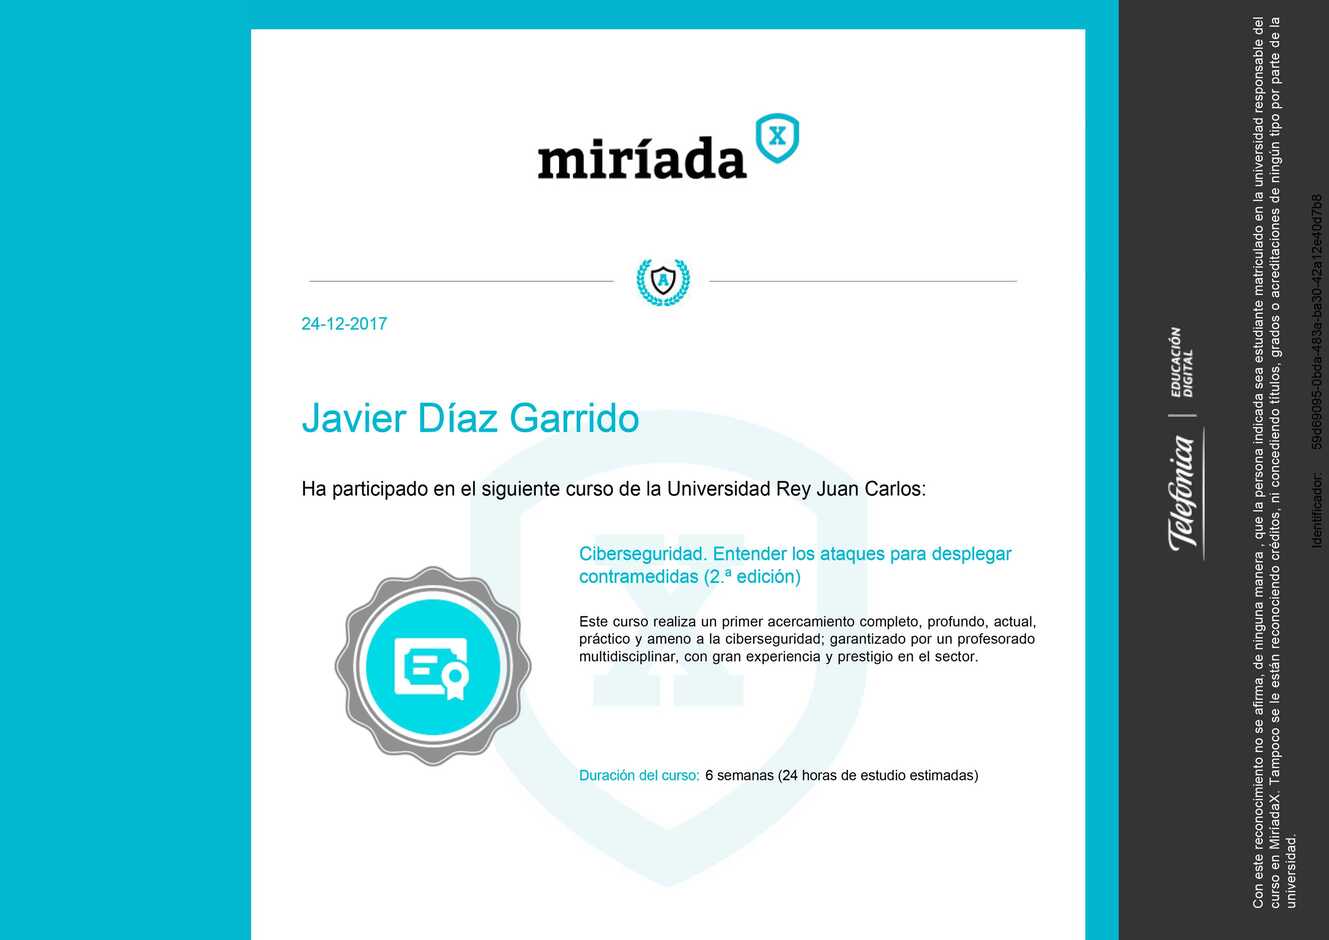 miríada X
A
24-12-2017
Javier Díaz Garrido
Ha participado en el siguiente curso de la Universidad Rey Juan Carlos:
Ciberseguridad. Entender los ataques para desplegar
contramedidas (2.ª edición)
Este curso realiza un primer acercamiento completo, profundo, actual,
práctico y ameno a la ciberseguridad; garantizado por un profesorado
multidisciplinar, con gran experiencia y prestigio en el sector.
Duración del curso: 6 semanas (24 horas de estudio estimadas)
X
Telefónica | EDUCACIÓN
DIGITAL
Con este reconocimiento no se afirma, de ninguna manera , que la persona indicada sea estudiante matriculado en la universidad responsable del
curso en MiríadaX. Tampoco se le están reconociendo créditos, ni concediendo títulos, grados o acreditaciones de ningún tipo por parte de la
universidad.
Identificador: 59d69095-0bda-483a-ba30-42a12e40d7b8